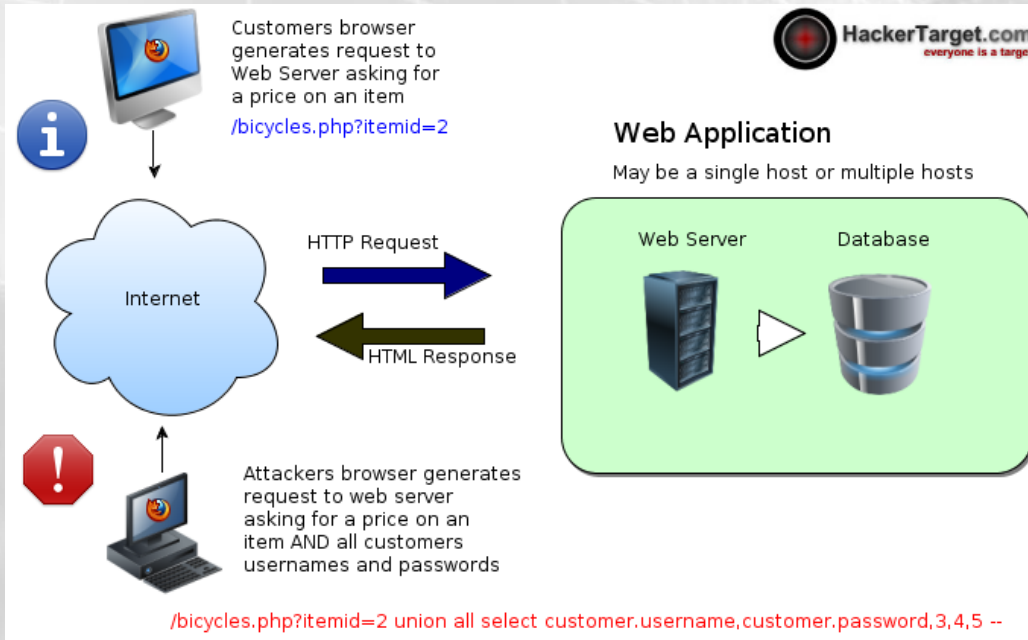 Customers browser
generates request to
Web Server asking for
a price on an item
/bicycles.php?itemid=2
HackerTarget.com
everyone is a target
Web Application
May be a single host or multiple hosts
Internet
HTTP Request
HTML Response
Web Server
Database
Attackers browser generates
request to web server
asking for a price on an
item AND all customers
usernames and passwords
/bicycles.php?itemid=2 union all select customer.username,customer.password,3,4,5 --